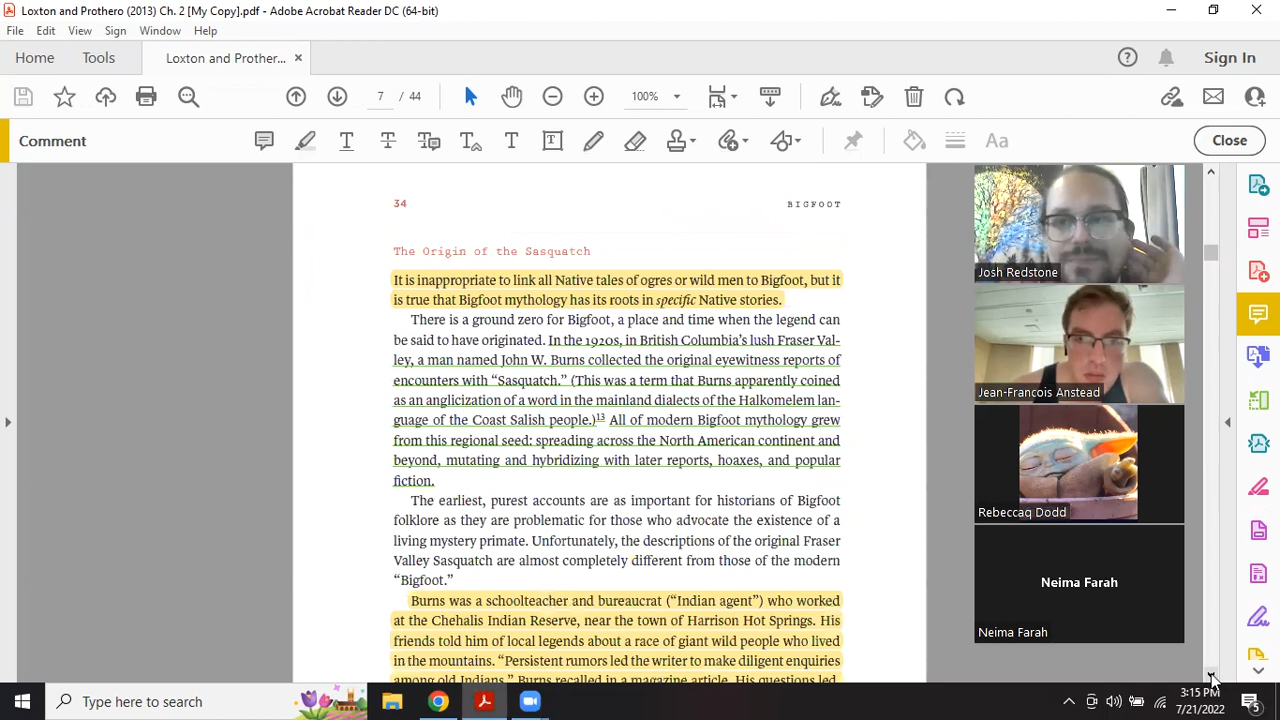 Loxton and Prothero (2013) Ch. 2 [My Copy].pdf - Adobe Acrobat Reader DC (64-bit)
File Edit View Sign Window Help
Home Tools Loxton and Prother... × Sign In
7 / 44 100%
Comment Close
34 BIGFOOT
The Origin of the Sasquatch
It is inappropriate to link all Native tales of ogres or wild men to Bigfoot, but it
is true that Bigfoot mythology has its roots in specific Native stories.
There is a ground zero for Bigfoot, a place and time when the legend can
be said to have originated. In the 1920s, in British Columbia's lush Fraser Val-
ley, a man named John W. Burns collected the original eyewitness reports of
encounters with “Sasquatch.” (This was a term that Burns apparently coined
as an anglicization of a word in the mainland dialects of the Halkomelem lan-
guage of the Coast Salish people.)13 All of modern Bigfoot mythology grew
from this regional seed: spreading across the North American continent and
beyond, mutating and hybridizing with later reports, hoaxes, and popular
fiction.
The earliest, purest accounts are as important for historians of Bigfoot
folklore as they are problematic for those who advocate the existence of a
living mystery primate. Unfortunately, the descriptions of the original Fraser
Valley Sasquatch are almost completely different from those of the modern
“Bigfoot.”
Burns was a schoolteacher and bureaucrat (“Indian agent”) who worked
at the Chehalis Indian Reserve, near the town of Harrison Hot Springs. His
friends told him of local legends about a race of giant wild people who lived
in the mountains. “Persistent rumors led the writer to make diligent enquiries
among old Indians,” Burns recalled in a magazine article. His questions led,
Josh Redstone
Jean-Francois Anstead
Rebeccaq Dodd
Neima Farah
Neima Farah
Type here to search
3:15 PM
7/21/2022
5